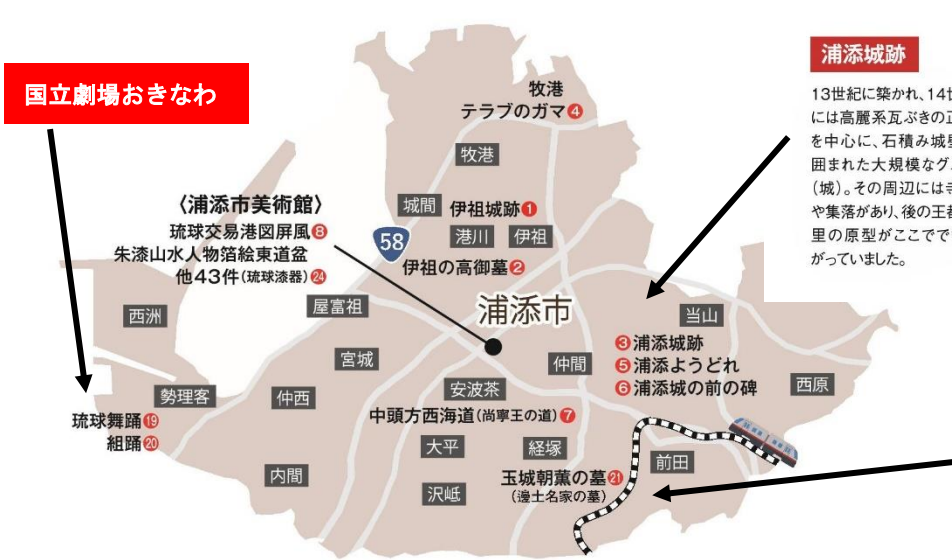 国立劇場おきなわ
浦添城跡
13世紀に築かれ、14世
には高麗系瓦ぶきの正
を中心に、石積み城壁
囲まれた大規模なグ
(城)。その周辺には寺
や集落があり、後の王都
里の原型がここでで
がっていました。
牧港
テラブのガマ4
牧港
城間
伊祖城跡1
港川
伊祖
58
伊祖の高御墓2
〈浦添市美術館〉
琉球交易港図屏風8
朱漆山水人物箔絵東道盆
他43件(琉球漆器)24
西洲
屋富祖
浦添市
当山
3浦添城跡
5浦添ようどれ
6浦添城の前の碑
宮城
仲間
西原
勢理客
仲西
安波茶
琉球舞踊19
組踊20
中頭方西海道(尚寧王の道)7
大平
経塚
前田
内間
沢岻
玉城朝薫の墓21
(邊土名家の墓)